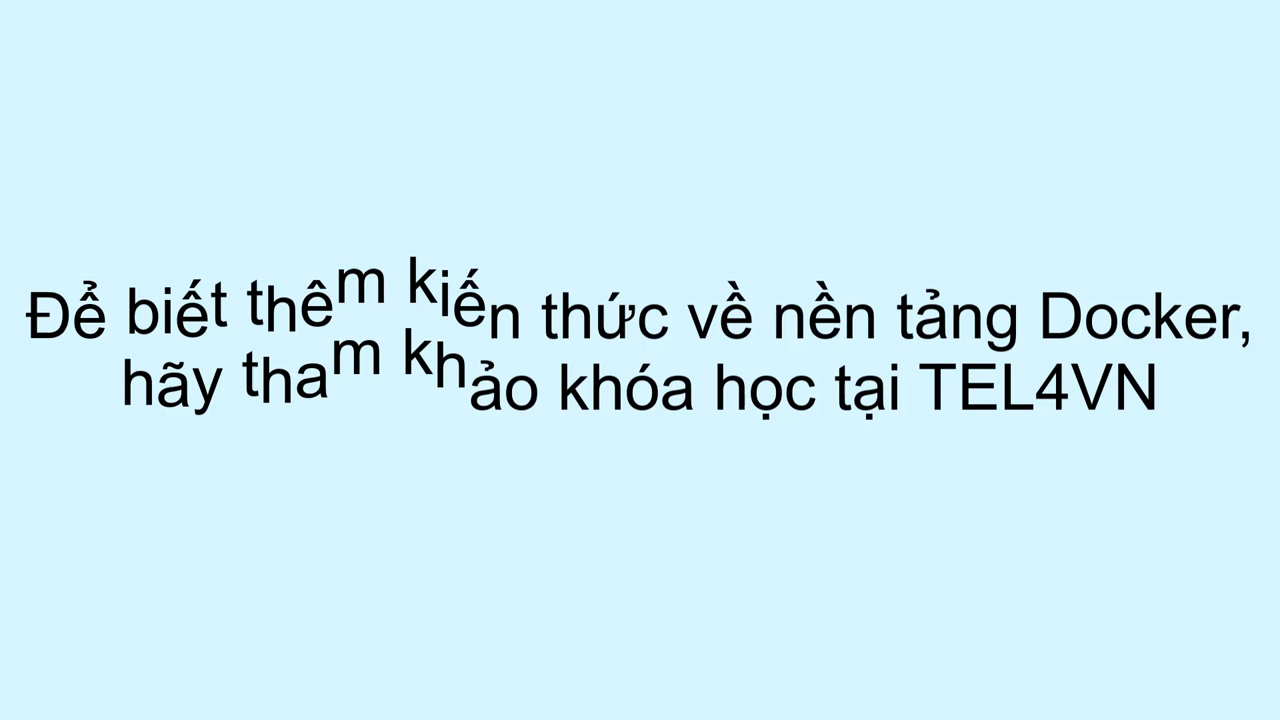 Để biết thêm kiến thức về nền tảng Docker,
hãy tham khảo khóa học tại TEL4VN